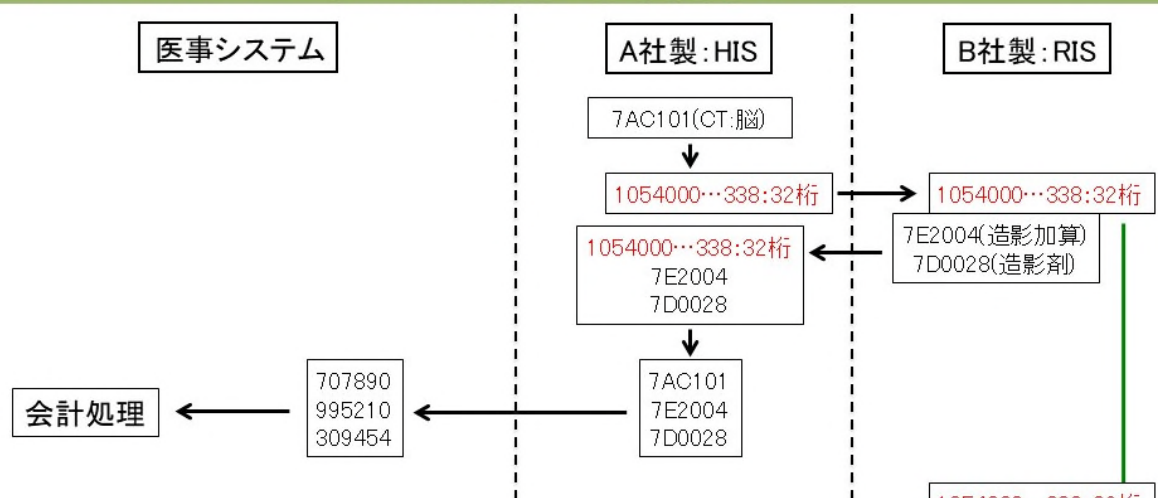 医事システム
A社製:HIS
B社製:RIS
7AC101(CT:脳)
1054000…338:32桁
1054000…338:32桁
7E2004(造影加算)
7D0028(造影剤)
1054000…338:32桁
7E2004
7D0028
7AC101
7E2004
7D0028
707890
995210
309454
会計処理